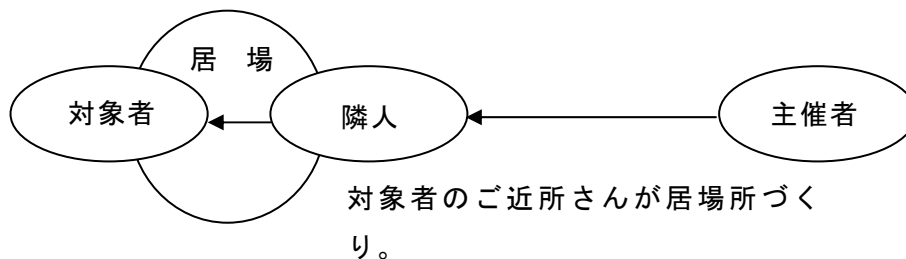 居　場
対象者
隣人
主催者
対象者のご近所さんが居場所づく
り。